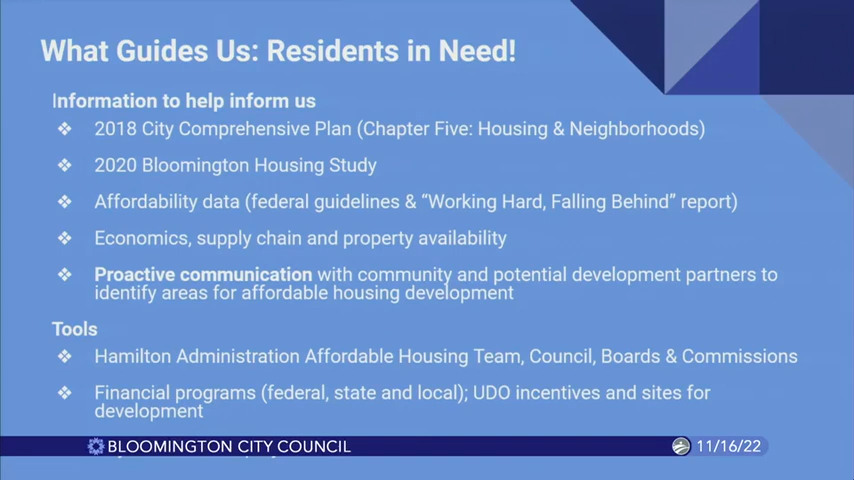 What Guides Us: Residents in Need!
Information to help inform us
❖ 2018 City Comprehensive Plan (Chapter Five: Housing & Neighborhoods)
❖ 2020 Bloomington Housing Study
❖ Affordability data (federal guidelines & “Working Hard, Falling Behind” report)
❖ Economics, supply chain and property availability
❖ Proactive communication with community and potential development partners to
identify areas for affordable housing development
Tools
❖ Hamilton Administration Affordable Housing Team, Council, Boards & Commissions
❖ Financial programs (federal, state and local); UDO incentives and sites for
development
BLOOMINGTON CITY COUNCIL
11/16/22